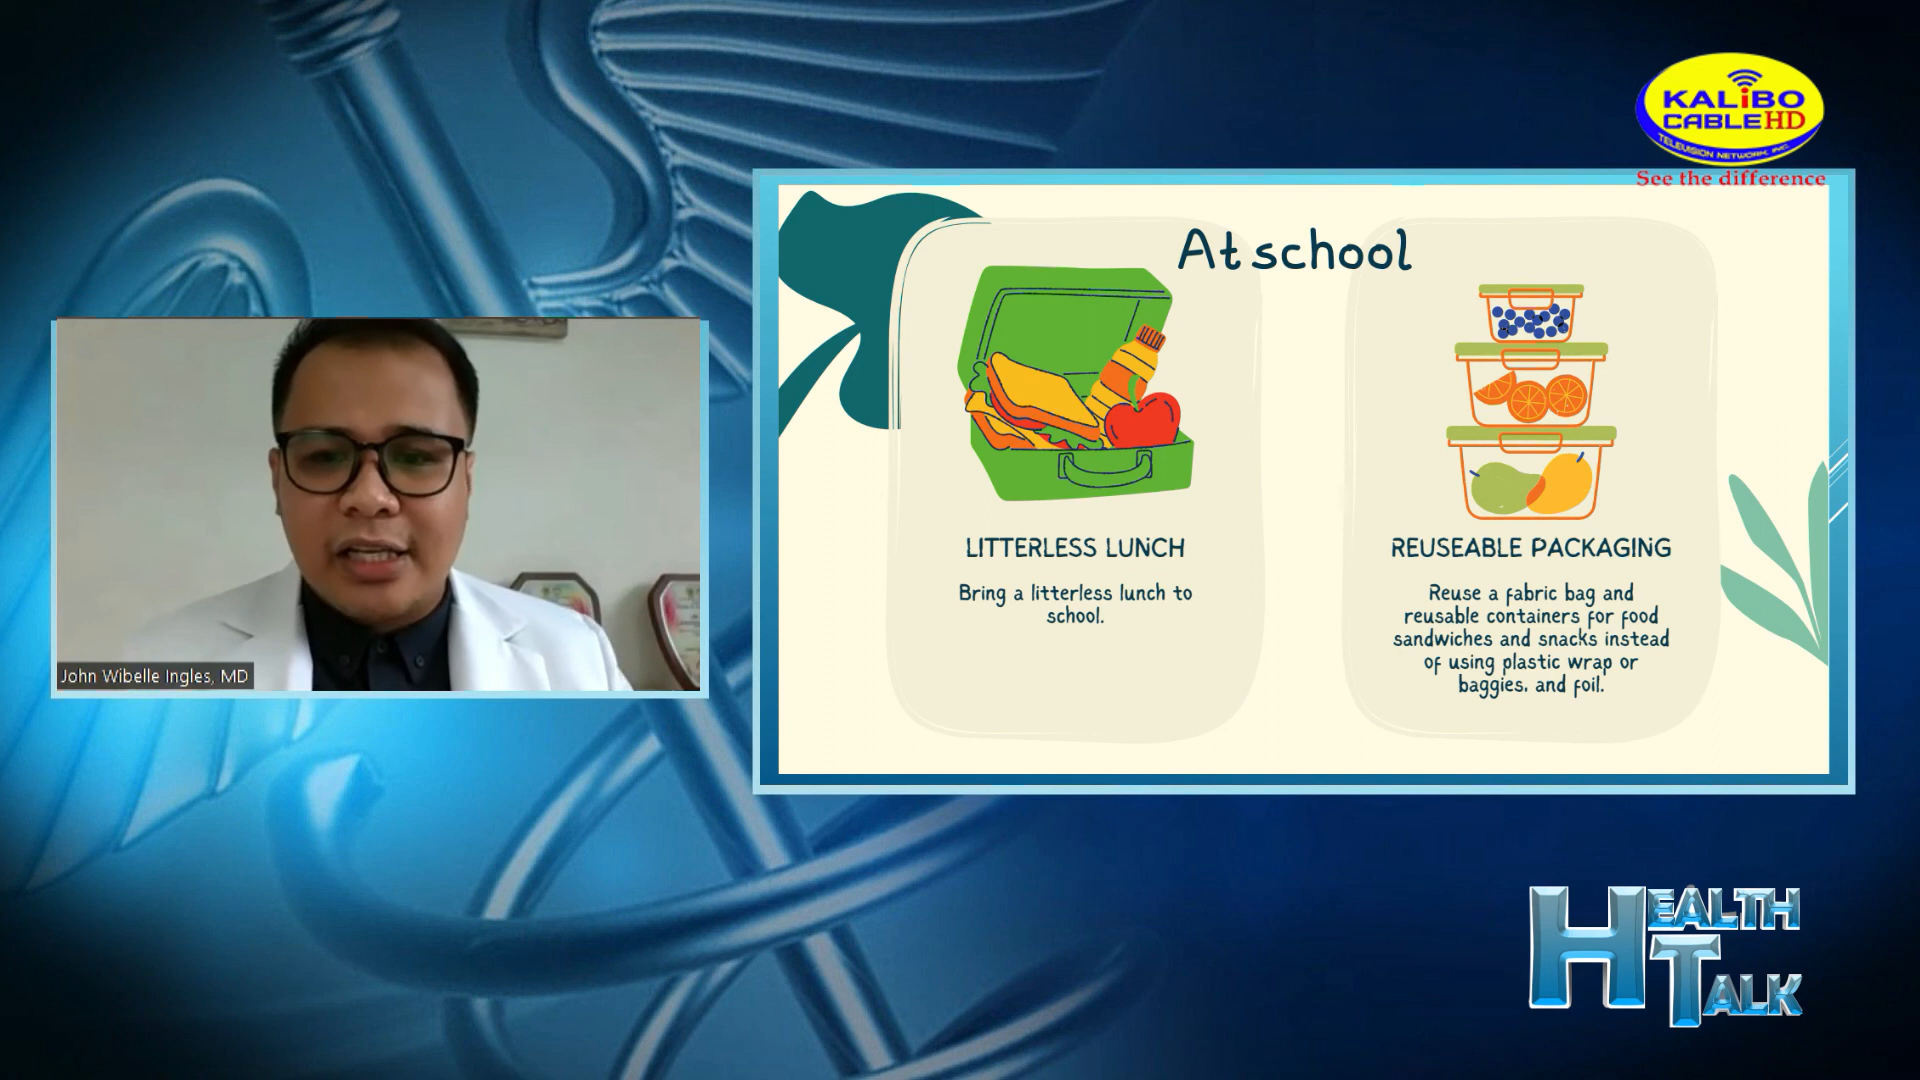 KALiBO
CABLEHD
TELEVISION NETWORK, INC.
See the difference
At school
LITTERLESS LUNCH
Bring a litterless lunch to
school.
REUSEABLE PACKAGING
Reuse a fabric bag and
reusable containers for food
sandwiches and snacks instead
of using plastic wrap or
baggies, and foil.
John Wibelle Ingles, MD
HEALTH
TALK